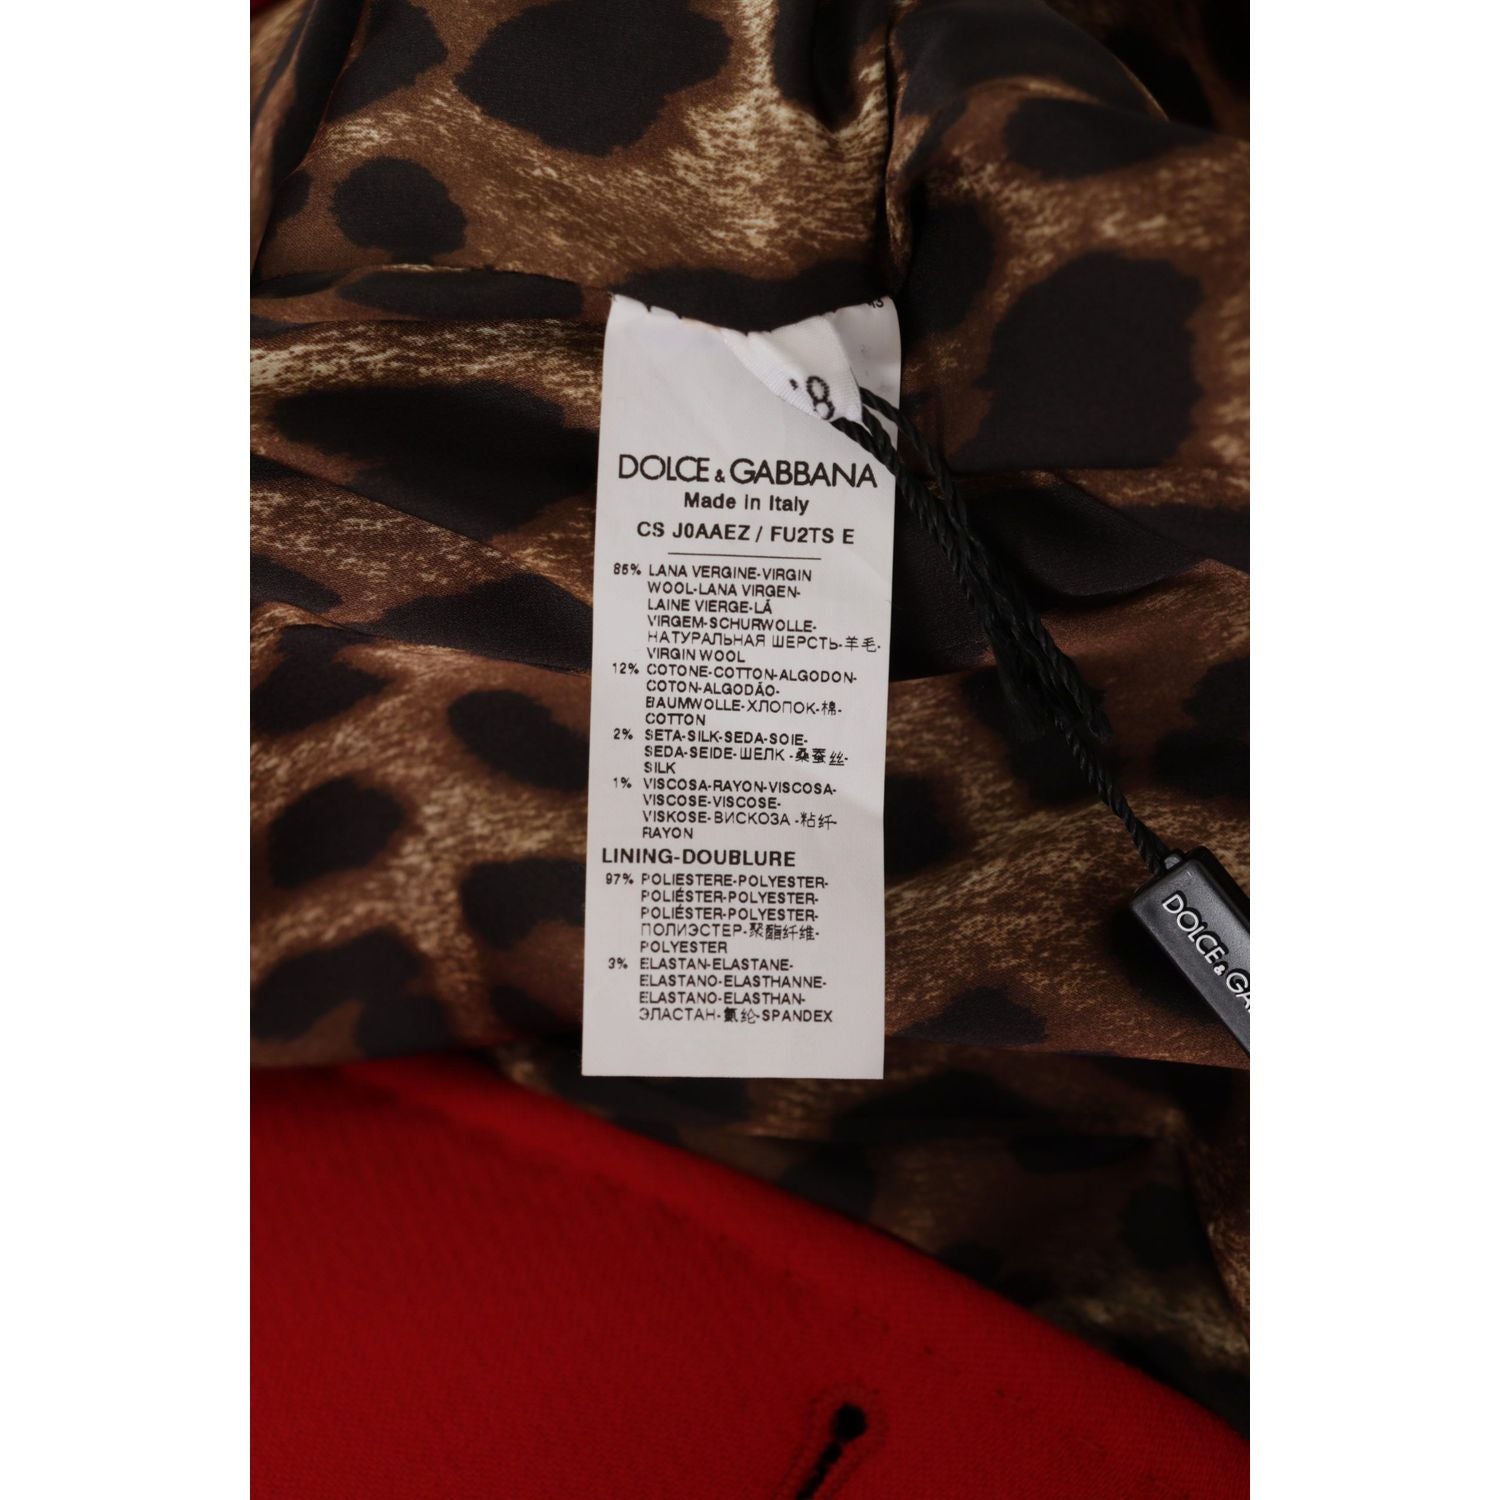 '8
DOLCE & GABBANA
Made in Italy
CS J0AAEZ / FU2TS E
85% LANA VERGINE-VIRGIN
WOOL-LANA VIRGEN-
LAINE VIERGE-LÃ
VIRGEM-SCHURWOLLE-
НАТУРАЛЬНАЯ ШЕРСТЬ-羊毛-
VIRGIN WOOL
12% COTONE-COTTON-ALGODON-
COTON-ALGODÃO-
BAUMWOLLE-ХЛОПОК-棉-
COTTON
2% SETA-SILK-SEDA-SOIE-
SEDA-SEIDE-ШЕЛК -桑蚕丝-
SILK
1% VISCOSA-RAYON-VISCOSA-
VISCOSE-VISCOSE-
VISKOSE-ВИСКОЗА -粘纤-
RAYON
LINING-DOUBLURE
97% POLIESTERE-POLYESTER-
POLIÉSTER-POLYESTER-
POLIÉSTER-POLYESTER-
ПОЛИЭСТЕР-聚酯纤维-
POLYESTER
3% ELASTAN-ELASTANE-
ELASTANO-ELASTHANNE-
ELASTANO-ELASTHAN-
ЭЛАСТАН-氨纶-SPANDEX
DOLCE & GA